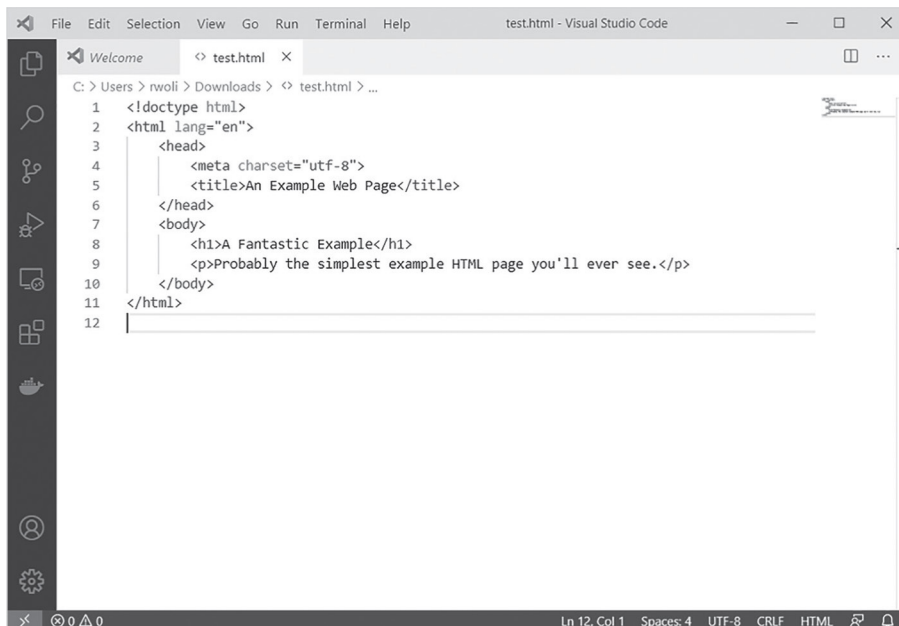 File Edit Selection View Go Run Terminal Help test.html - Visual Studio Code
Welcome <> test.html
C: > Users > rwoli > Downloads > <> test.html > ...
1 <!doctype html>
2 <html lang="en">
3 <head>
4 <meta charset="utf-8">
5 <title>An Example Web Page</title>
6 </head>
7 <body>
8 <h1>A Fantastic Example</h1>
9 <p>Probably the simplest example HTML page you'll ever see.</p>
10 </body>
11 </html>
12
0 0 Ln 12, Col 1 Spaces: 4 UTF-8 CRLF HTML